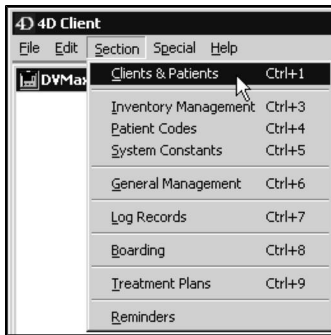 4D 4D Client
File Edit Section Special Help
DVMax
Clients & Patients Ctrl+1
Inventory Management Ctrl+3
Patient Codes Ctrl+4
System Constants Ctrl+5
General Management Ctrl+6
Log Records Ctrl+7
Boarding Ctrl+8
Treatment Plans Ctrl+9
Reminders